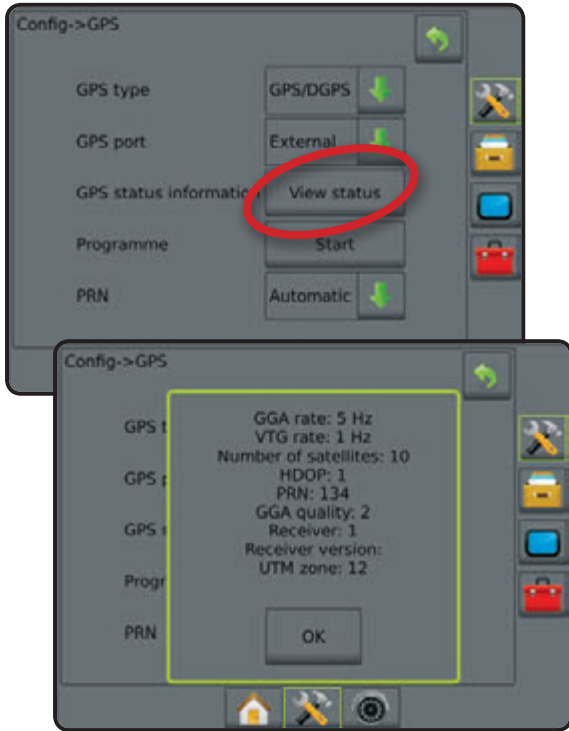 Config->GPS
GPS type GPS/DGPS
GPS port External
GPS status information View status
Programme Start
PRN Automatic
Config->GPS
GPS t
GGA rate: 5 Hz
VTG rate: 1 Hz
Number of satellites: 10
GPS p
HDOP: 1
PRN: 134
GGA quality: 2
GPS s
Receiver: 1
Receiver version:
UTM zone: 12
Progr
PRN
OK